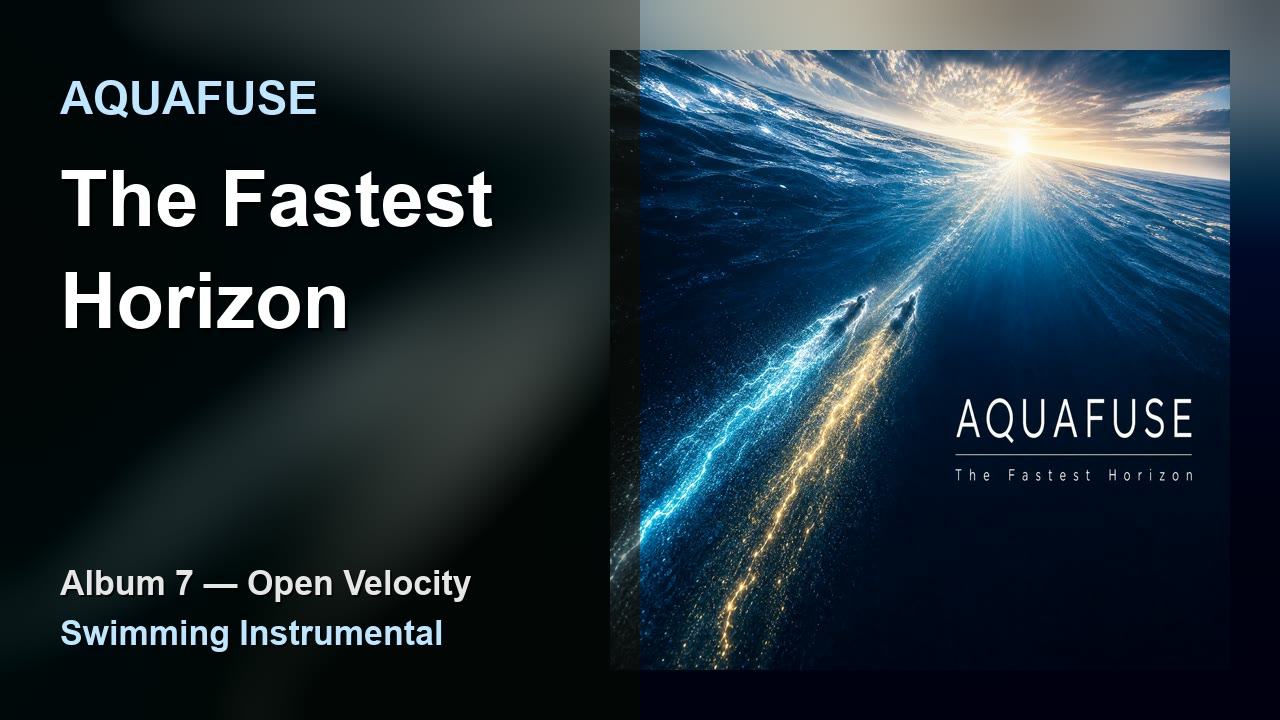 AQUAFUSE
The Fastest
Horizon
Album 7 — Open Velocity
Swimming Instrumental
AQUAFUSE
The Fastest Horizon